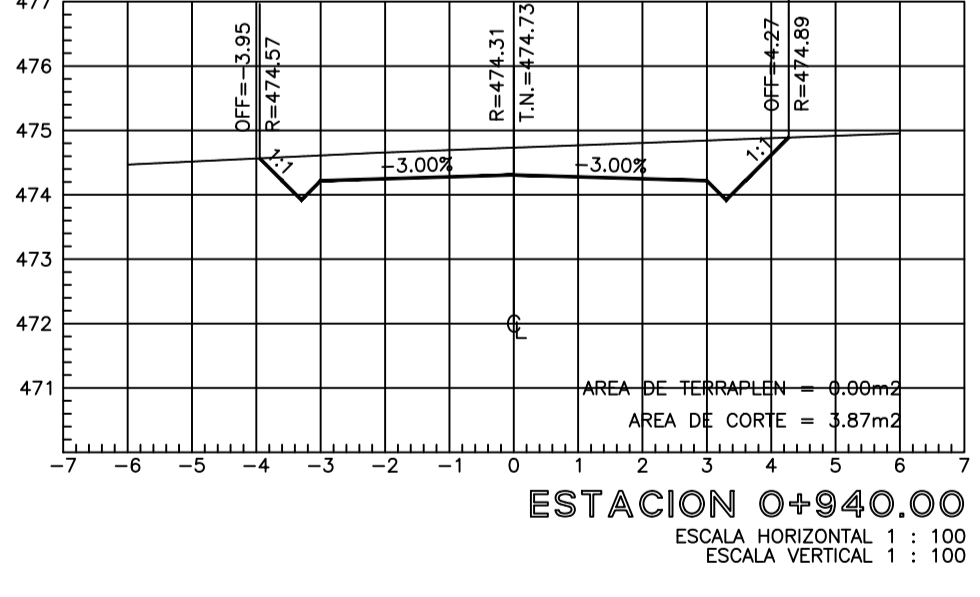 477
OFF=-3.95
R=474.57
R=474.31
T.N.=474.73
OFF=4.27
R=474.89
476
475
1:1
-3.00%
-3.00%
1:1
474
473
472
CL
471
AREA DE TERRAPLEN = 0.00m2
AREA DE CORTE = 3.87m2
-7 -6 -5 -4 -3 -2 -1 0 1 2 3 4 5 6 7
ESTACION 0+940.00
ESCALA HORIZONTAL 1 : 100
ESCALA VERTICAL 1 : 100